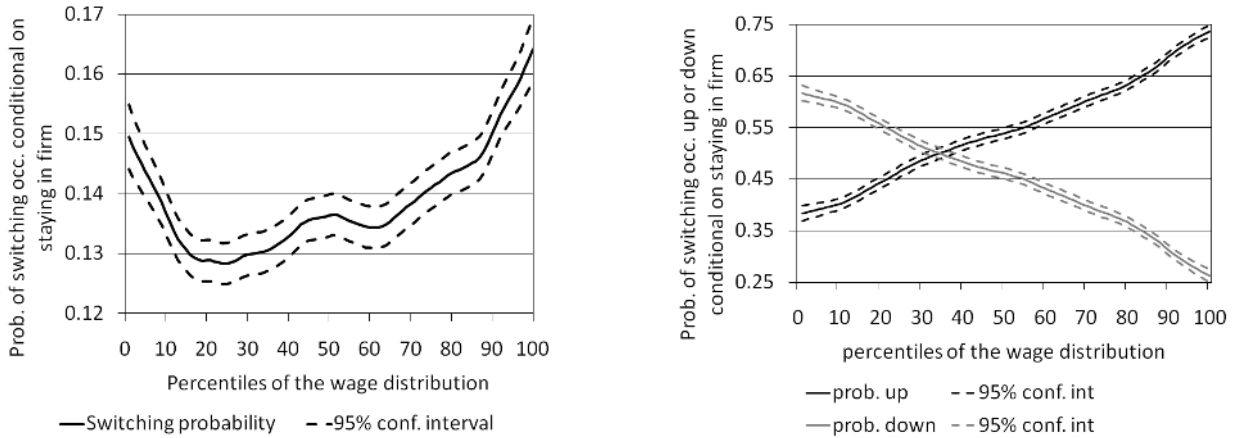 Prob. of switching occ. conditional on
staying in firm
0.17
0.16
0.15
0.14
0.13
0.12
0 10 20 30 40 50 60 70 80 90 100
Percentiles of the wage distribution
Switching probability
-95% conf. interval
Prob. of switching occ. up or down
conditional on staying in firm
0.75
0.65
0.55
0.45
0.35
0.25
0 10 20 30 40 50 60 70 80 90 100
percentiles of the wage distribution
prob. up
95% conf. int
prob. down
95% conf. int